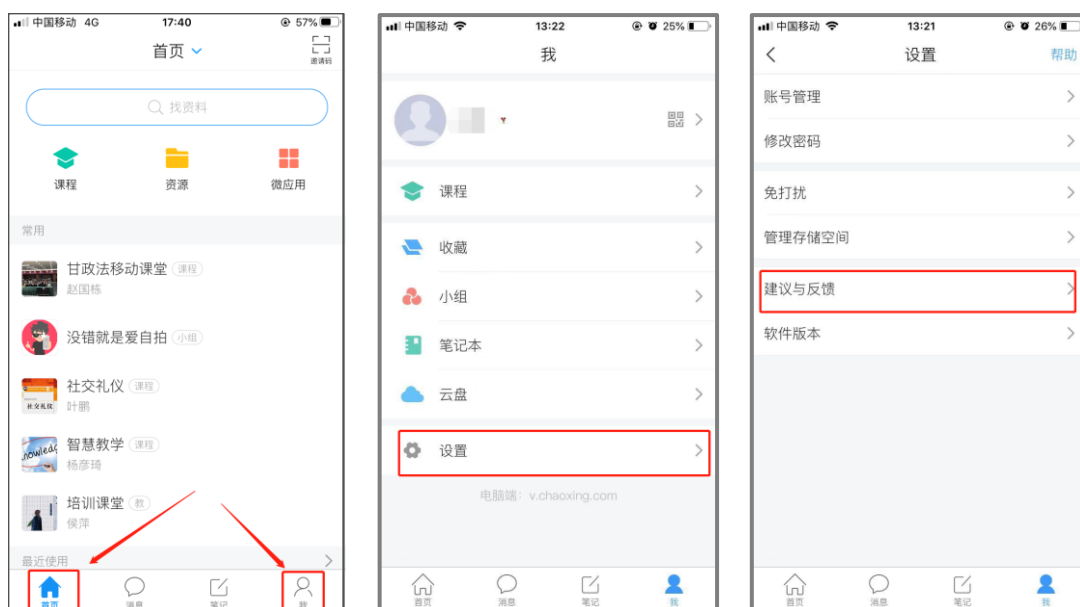 中国移动 4G 17:40 57%
首页
邀请码
找资料
课程 资源 微应用
常用
甘政法移动课堂 课程
赵国栋
没错就是爱自拍 小组
社交礼仪 课程
叶鹏
社交礼仪
智慧教学 课程
杨彦琦
培训课堂 教
侯萍
最近使用
首页 消息 笔记 我
中国移动 13:22 25%
我
课程
收藏
小组
笔记本
云盘
设置
电脑端：v.chaoxing.com
首页 消息 笔记 我
中国移动 13:21 26%
设置 帮助
账号管理
修改密码
免打扰
管理存储空间
建议与反馈
软件版本
首页 消息 笔记 我